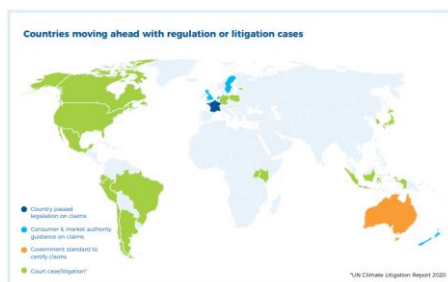 Countries moving ahead with regulation or litigation cases
Country passed
legislation on claims
Consumer & market authority
guidance on claims
Government standard to
certify claims
Court case/litigation*
*UN Climate Litigation Report 2020